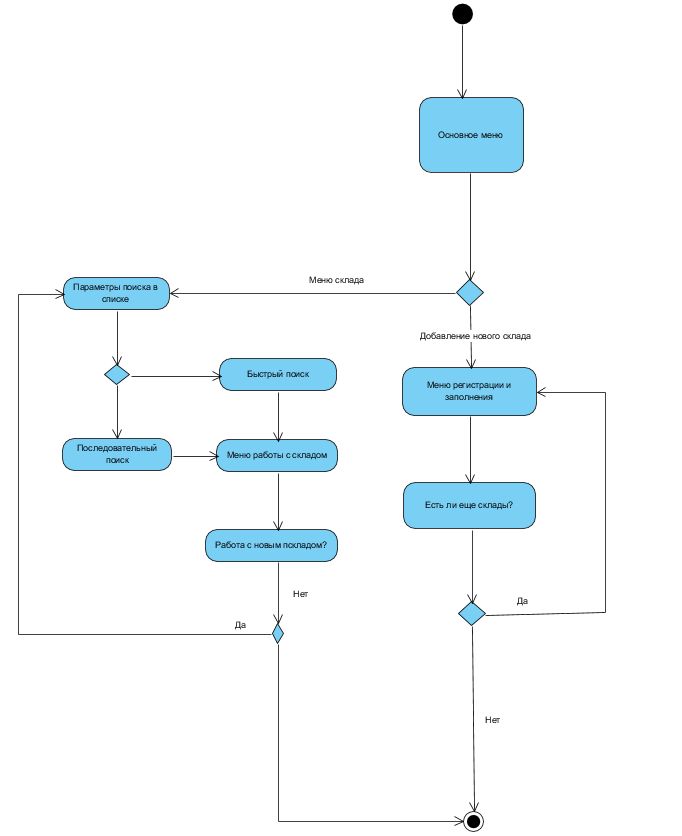 Основное меню
Меню склада
Параметры поиска в
списке
Добавление нового склада
Быстрый поиск
Меню регистрации и
заполнения
Последовательный
поиск
Меню работы с складом
Есть ли еще склады?
Работа с новым покладом?
Нет
Да
Да
Нет